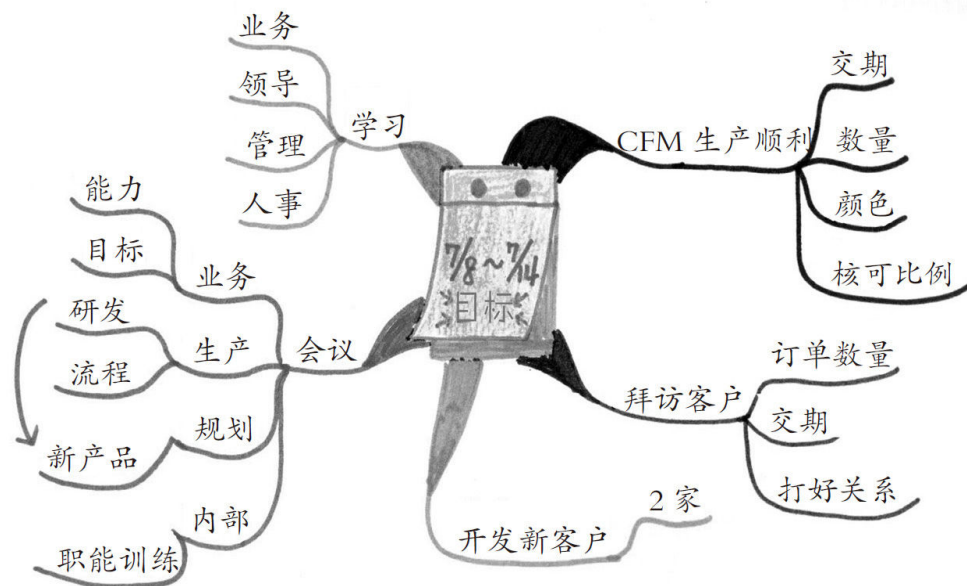 7/8~7/14
目标
CFM 生产顺利
交期
数量
颜色
核可比例
拜访客户
订单数量
交期
打好关系
开发新客户
2家
会议
业务
能力
目标
生产
研发
流程
规划
新产品
内部
职能训练
学习
业务
领导
管理
人事